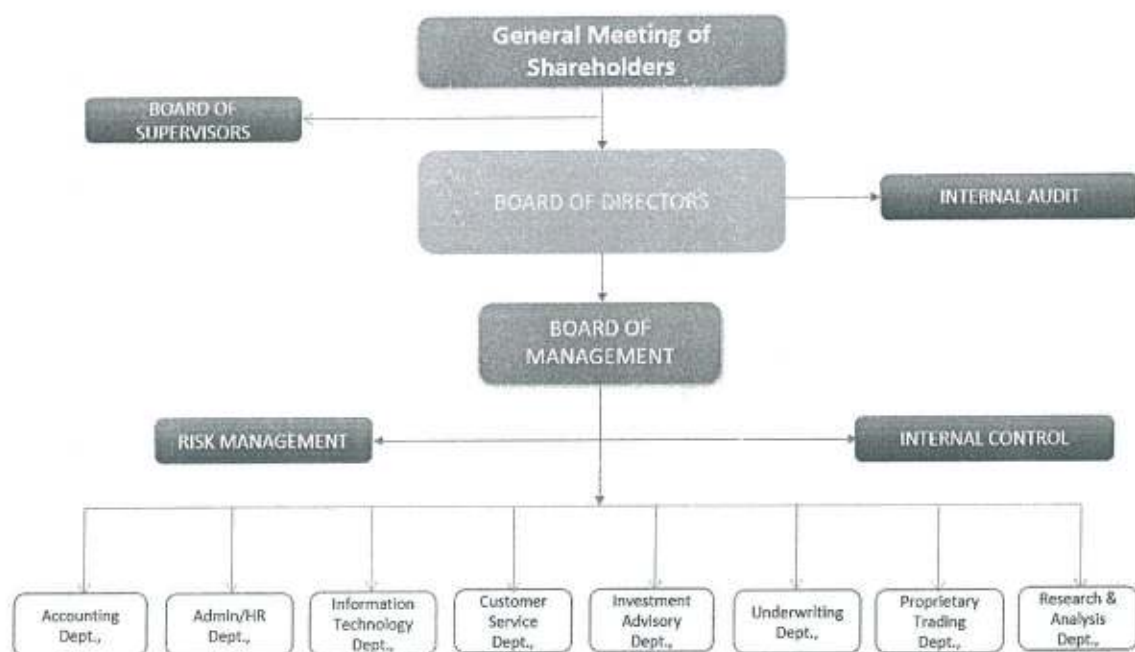 General Meeting of
Shareholders
BOARD OF
SUPERVISORS
BOARD OF DIRECTORS
INTERNAL AUDIT
BOARD OF
MANAGEMENT
RISK MANAGEMENT
INTERNAL CONTROL
Accounting
Dept.,
Admin/HR
Dept.,
Information
Technology
Dept.,
Customer
Service
Dept.,
Investment
Advisory
Dept.,
Underwriting
Dept.,
Proprietary
Trading
Dept.,
Research &
Analysis
Dept.,